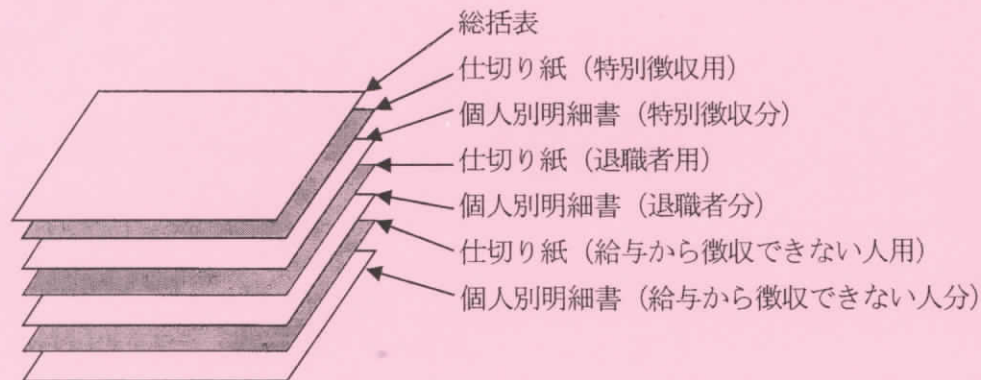 総括表
仕切り紙（特別徴収用）
個人別明細書（特別徴収分）
仕切り紙（退職者用）
個人別明細書（退職者分）
仕切り紙（給与から徴収できない人用）
個人別明細書（給与から徴収できない人分）